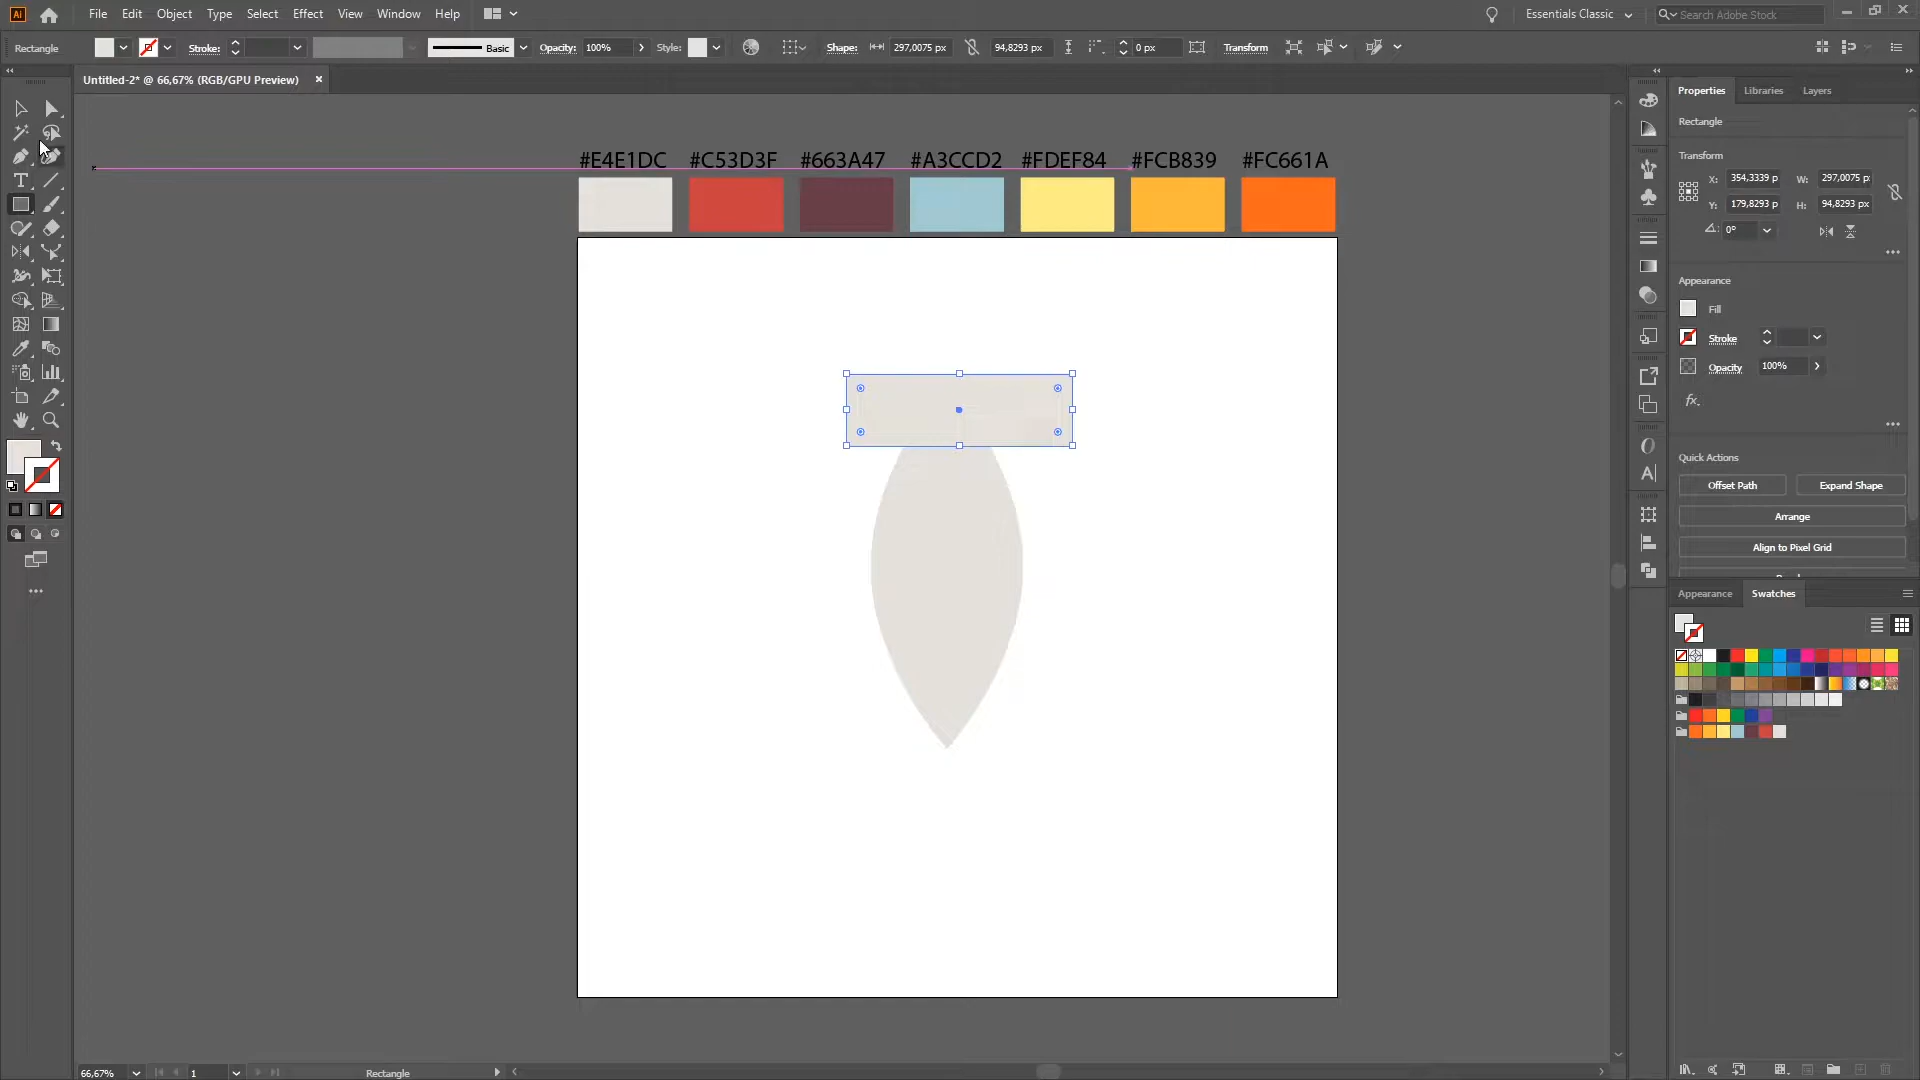 Ai File Edit Object Type Select Effect View Window Help Essentials Classic Search Adobe Stock
Rectangle Stroke: Basic Opacity: 100% Style: Shape: 297,0075 px 94,8293 px 0 px Transform
Untitled-2* @ 66,67% (RGB/GPU Preview)
Properties Libraries Layers
Rectangle
Transform
X: 354,3339 p W: 297,0075 p
Y: 179,8293 p H: 94,8293 px
0°
#E4E1DC #C53D3F #663A47 #A3CCD2 #FDEF84 #FCB839 #FC661A
Appearance
Fill
Stroke
Opacity 100%
fx.
Quick Actions
Offset Path Expand Shape
Arrange
Align to Pixel Grid
Appearance Swatches
66,67% 1 Rectangle